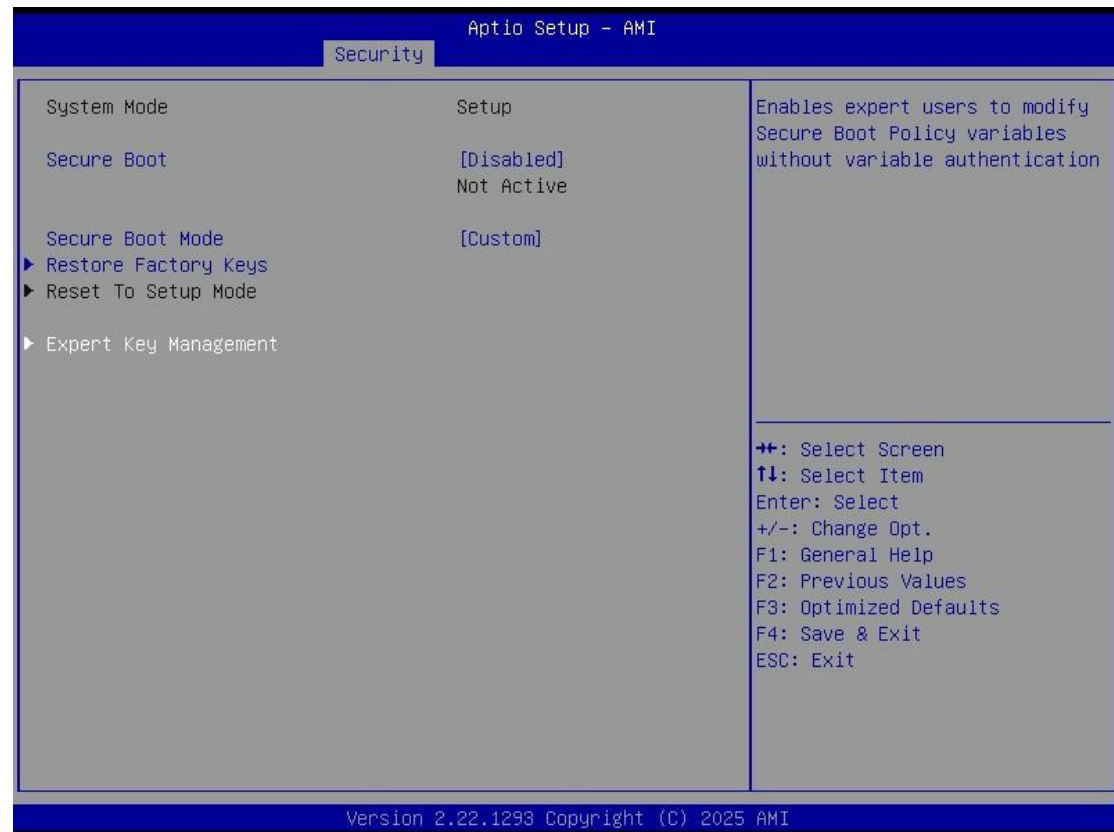 Aptio Setup – AMI
Security
System Mode Setup
Secure Boot [Disabled]
Not Active
Secure Boot Mode [Custom]
Restore Factory Keys
Reset To Setup Mode
Expert Key Management
Enables expert users to modify
Secure Boot Policy variables
without variable authentication
→←: Select Screen
↑↓: Select Item
Enter: Select
+/-: Change Opt.
F1: General Help
F2: Previous Values
F3: Optimized Defaults
F4: Save & Exit
ESC: Exit
Version 2.22.1293 Copyright (C) 2025 AMI